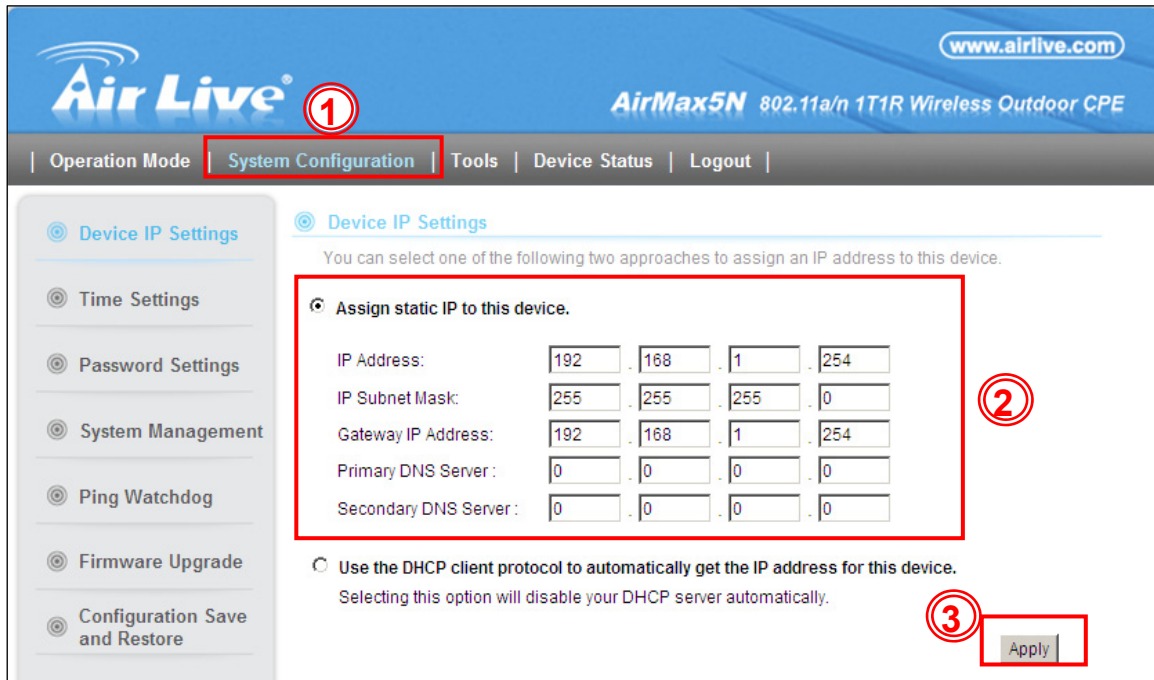 www.airlive.com
Air Live®
1
AirMax5N 802.11a/n 1T1R Wireless Outdoor CPE
| Operation Mode | System Configuration | Tools | Device Status | Logout |
Device IP Settings
Time Settings
Password Settings
System Management
Ping Watchdog
Firmware Upgrade
Configuration Save
and Restore
Device IP Settings
You can select one of the following two approaches to assign an IP address to this device.
Assign static IP to this device.
IP Address: 192 . 168 . 1 . 254
IP Subnet Mask: 255 . 255 . 255 . 0
Gateway IP Address: 192 . 168 . 1 . 254
Primary DNS Server : 0 . 0 . 0 . 0
Secondary DNS Server : 0 . 0 . 0 . 0
2
Use the DHCP client protocol to automatically get the IP address for this device.
Selecting this option will disable your DHCP server automatically.
3
Apply